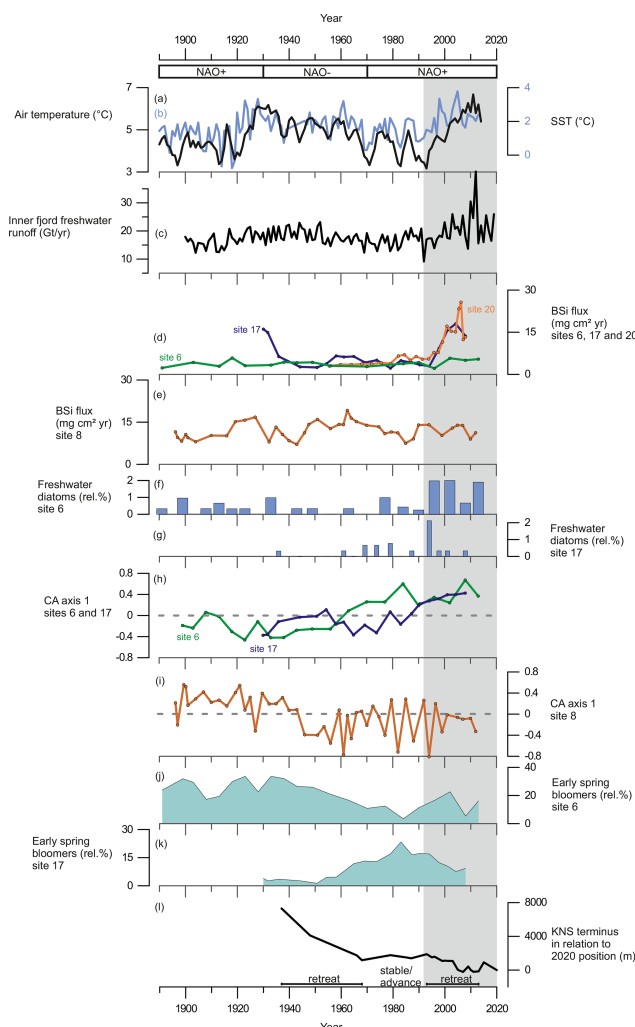 Year
1900 1920 1940 1960 1980 2000 2020
NAO+ NAO- NAO+
7
5
3
Air temperature (°C)
(a)
(b)
4
2
0
SST (°C)
30
20
10
Inner fjord freshwater
runoff (Gt/yr)
(c)
30
15
0
BSi flux
(mg cm² yr)
sites 6, 17 and 20
site 20
site 17
(d)
site 6
30
15
0
BSi flux
(mg cm² yr)
site 8
(e)
2
1
0
Freshwater
diatoms (rel.%)
site 6
(f)
2
1
0
Freshwater
diatoms (rel.%)
site 17
(g)
0.8
0.4
0
-0.4
-0.8
CA axis 1
sites 6 and 17
(h)
site 6
site 17
0.8
0.4
0
-0.4
-0.8
CA axis 1
site 8
(i)
40
20
0
Early spring
bloomers (rel.%)
site 6
(j)
30
15
0
Early spring
bloomers (rel.%)
site 17
(k)
8000
4000
0
KNS terminus
in relation to
2020 position (m)
(l)
retreat
stable/
advance
retreat
1900 1920 1940 1960 1980 2000 2020
Year